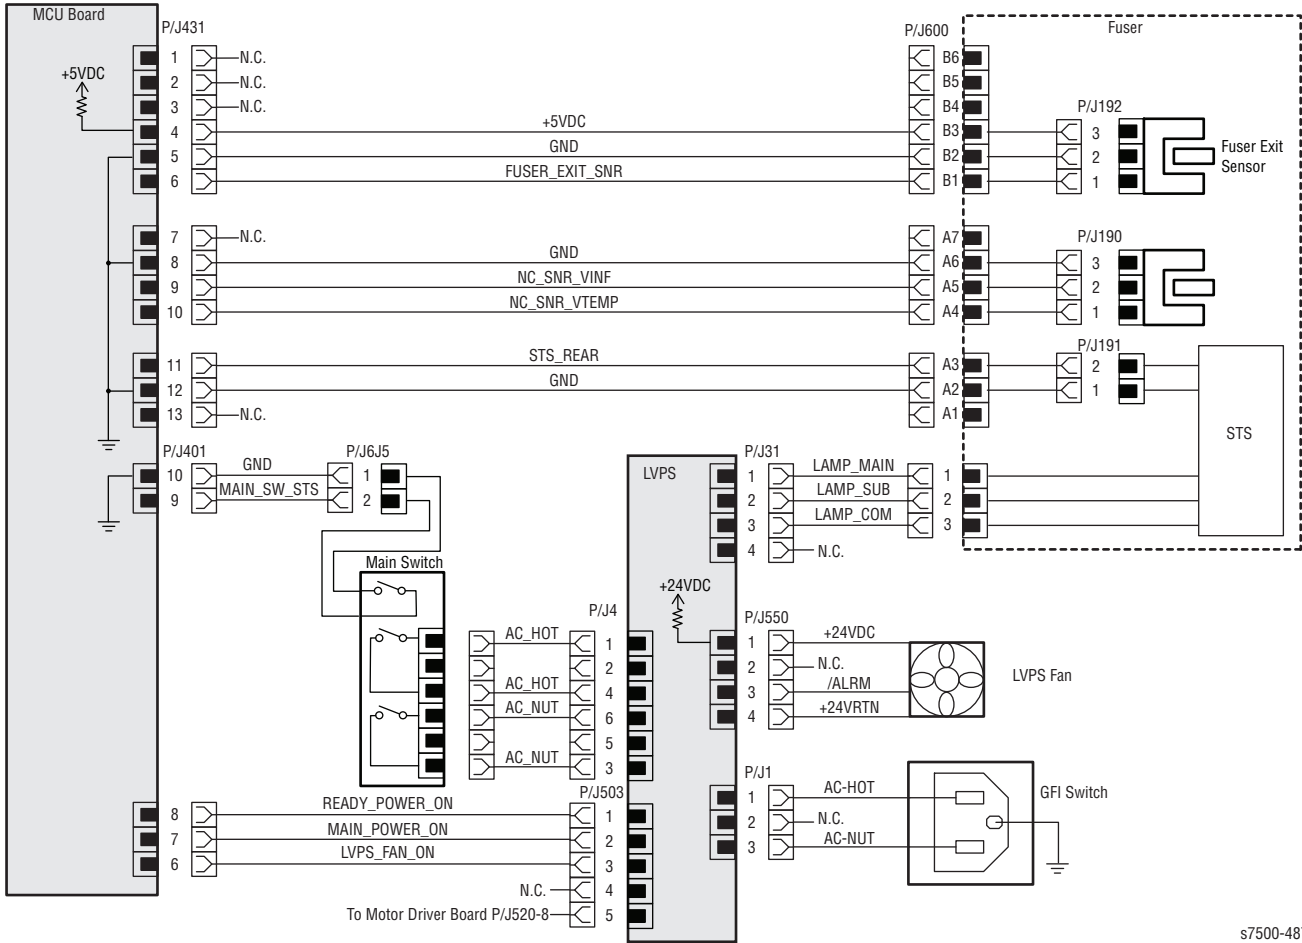 MCU Board
P/J431
P/J600
Fuser
+5VDC
1 N.C. B6
2 N.C. B5
3 N.C. B4
P/J192
4 +5VDC B3 3
5 GND B2 2
6 FUSER_EXIT_SNR B1 1
Fuser Exit
Sensor
7 N.C. A7
P/J190
8 GND A6 3
9 NC_SNR_VINF A5 2
10 NC_SNR_VTEMP A4 1
P/J191
11 STS_REAR A3 2
12 GND A2 1
13 N.C. A1
STS
P/J401
P/J6J5
10 GND 1
9 MAIN_SW_STS 2
LVPS
P/J31
1 LAMP_MAIN 1
2 LAMP_SUB 2
3 LAMP_COM 3
4 N.C.
Main Switch
+24VDC
P/J4
AC_HOT 1
2
AC_HOT 4
AC_NUT 6
5
AC_NUT 3
P/J550
1 +24VDC
2 N.C.
3 /ALRM
4 +24VRTN
LVPS Fan
P/J1
1 AC-HOT
2 N.C.
3 AC-NUT
GFI Switch
P/J503
8 READY_POWER_ON 1
7 MAIN_POWER_ON 2
6 LVPS_FAN_ON 3
N.C. 4
To Motor Driver Board P/J520-8 5
s7500-48